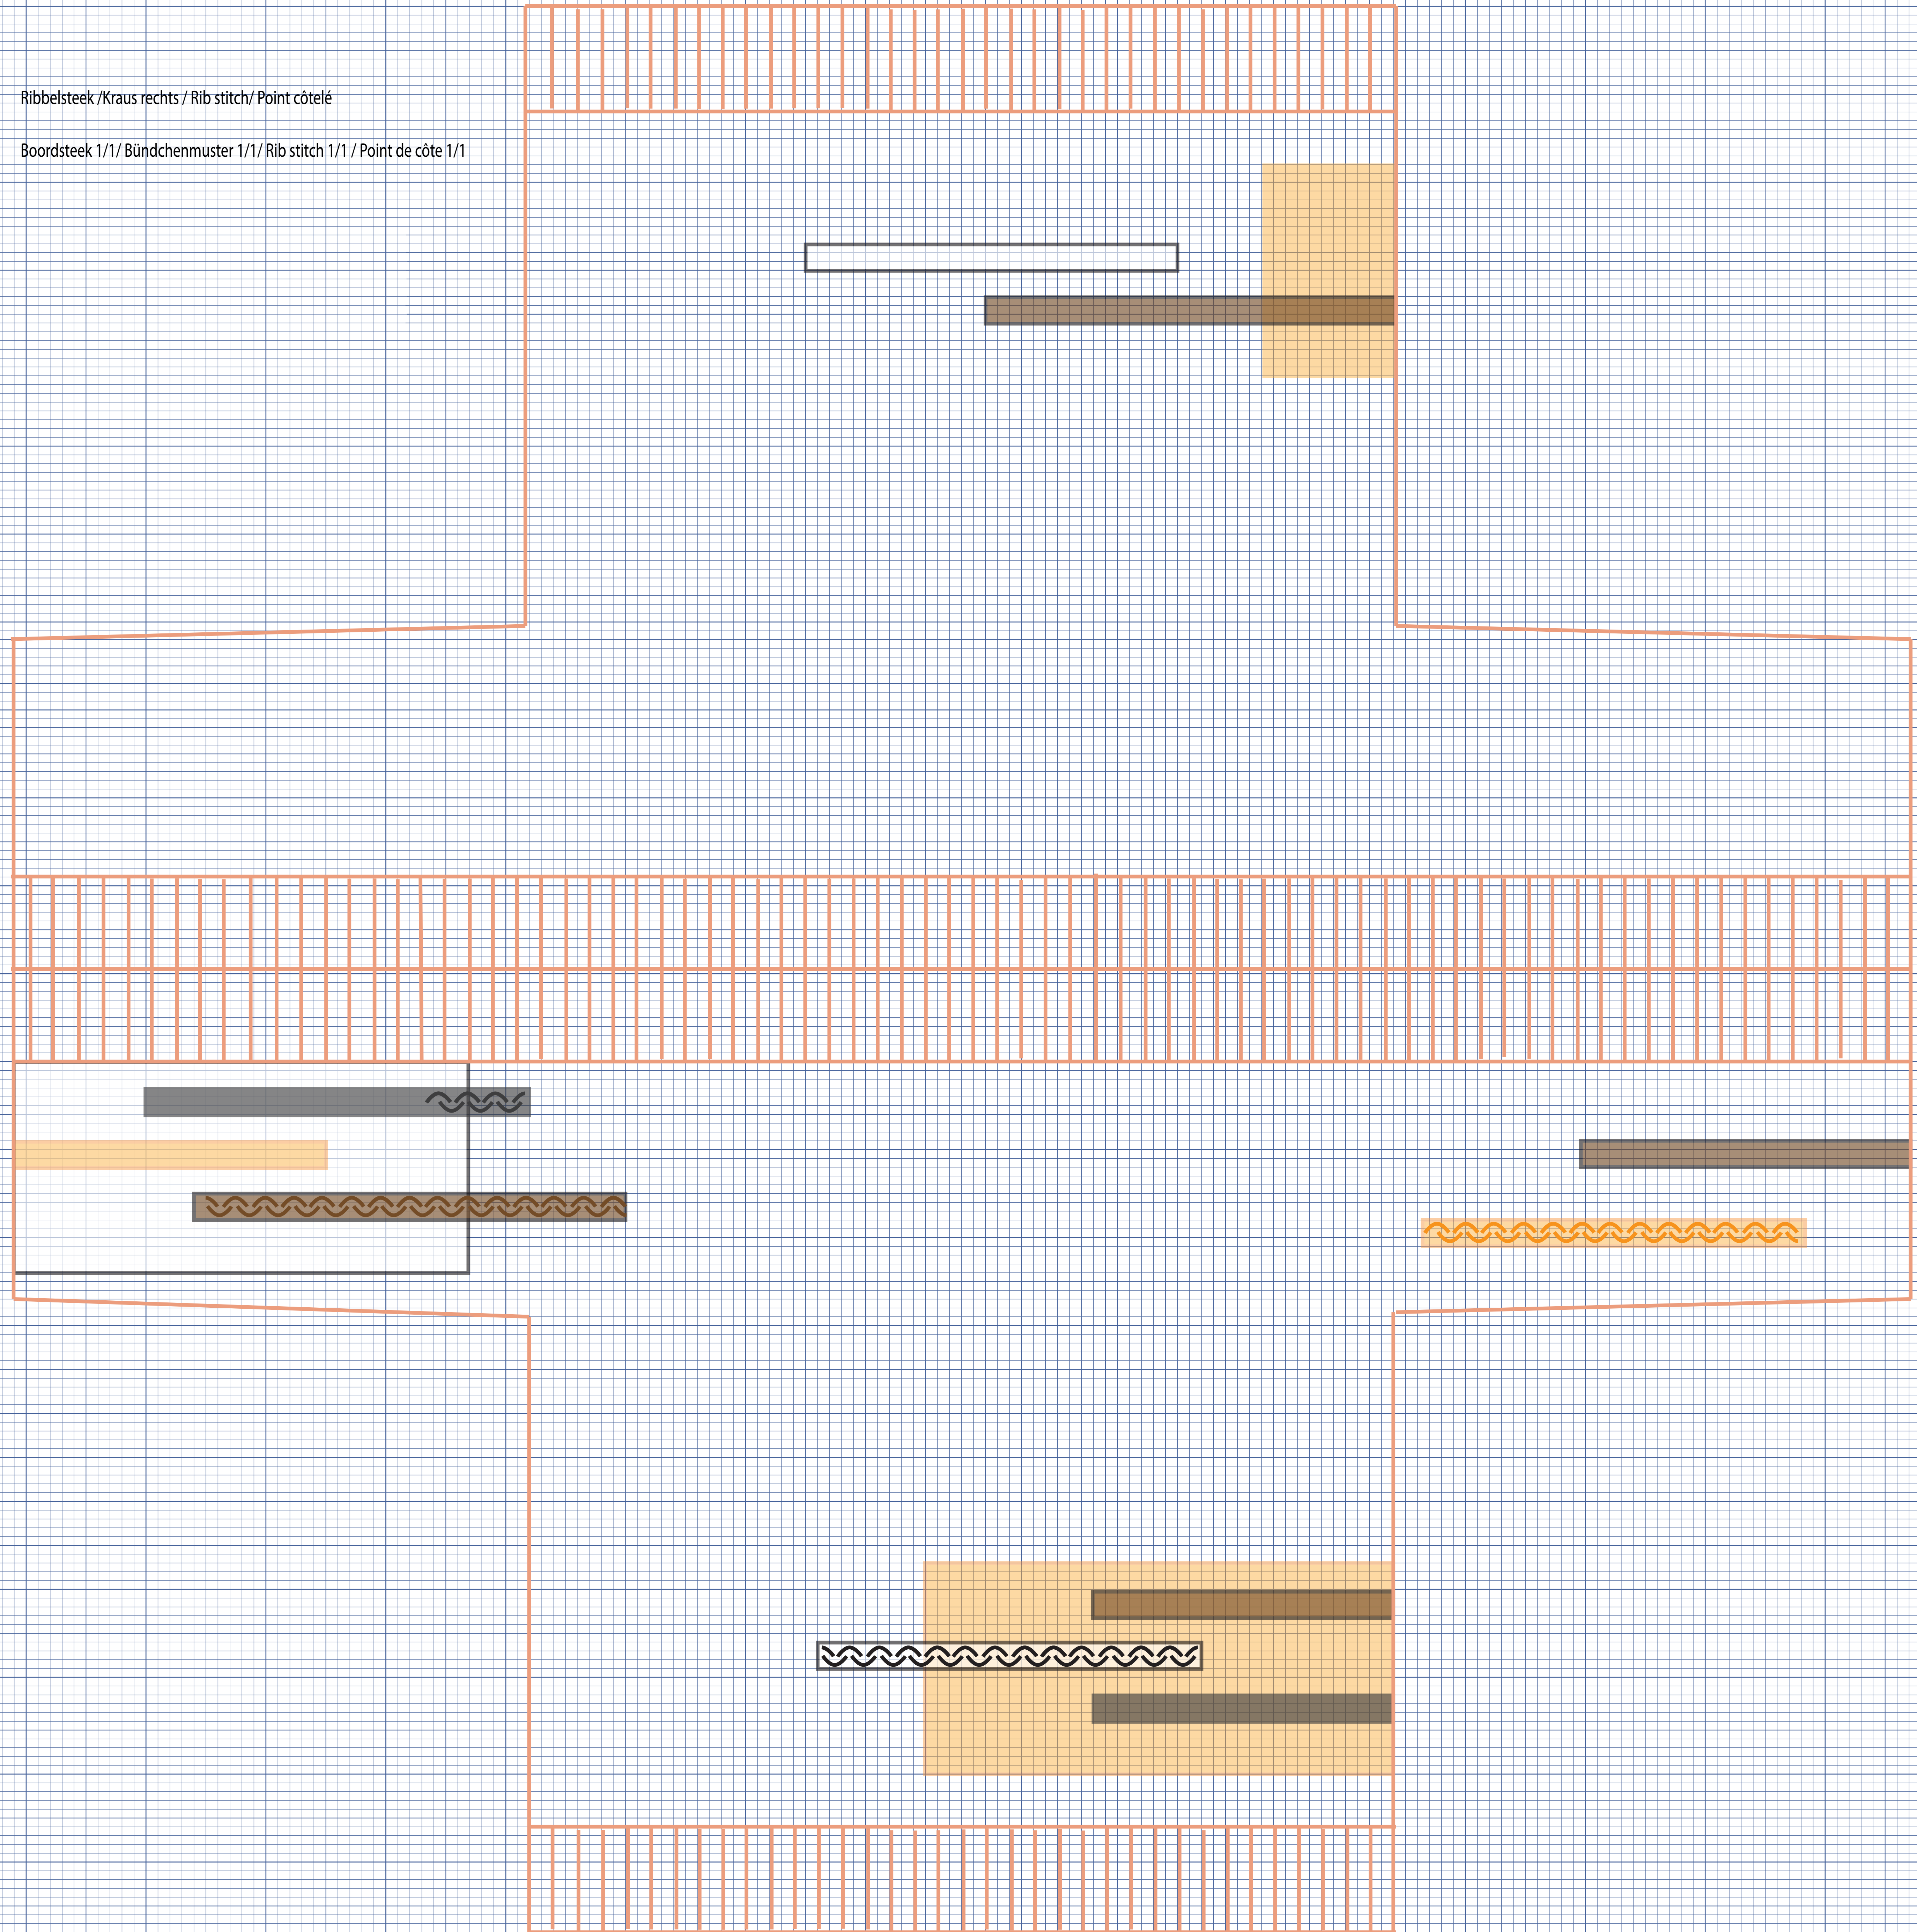 Ribbelsteek /Kraus rechts / Rib stitch/ Point côtelé
Boordsteek 1/1/ Bündchenmuster 1/1/ Rib stitch 1/1 / Point de côte 1/1